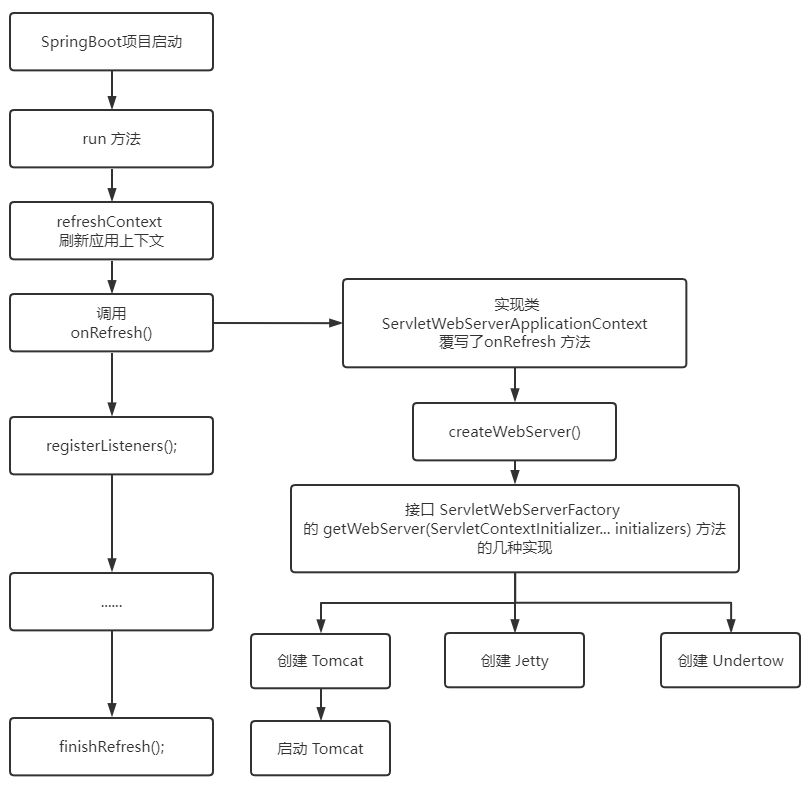 SpringBoot项目启动
run 方法
refreshContext
刷新应用上下文
调用
onRefresh()
实现类
ServletWebServerApplicationContext
覆写了onRefresh 方法
createWebServer()
registerListeners();
接口 ServletWebServerFactory
的 getWebServer(ServletContextInitializer... initializers) 方法
的几种实现
......
创建 Tomcat
创建 Jetty
创建 Undertow
finishRefresh();
启动 Tomcat